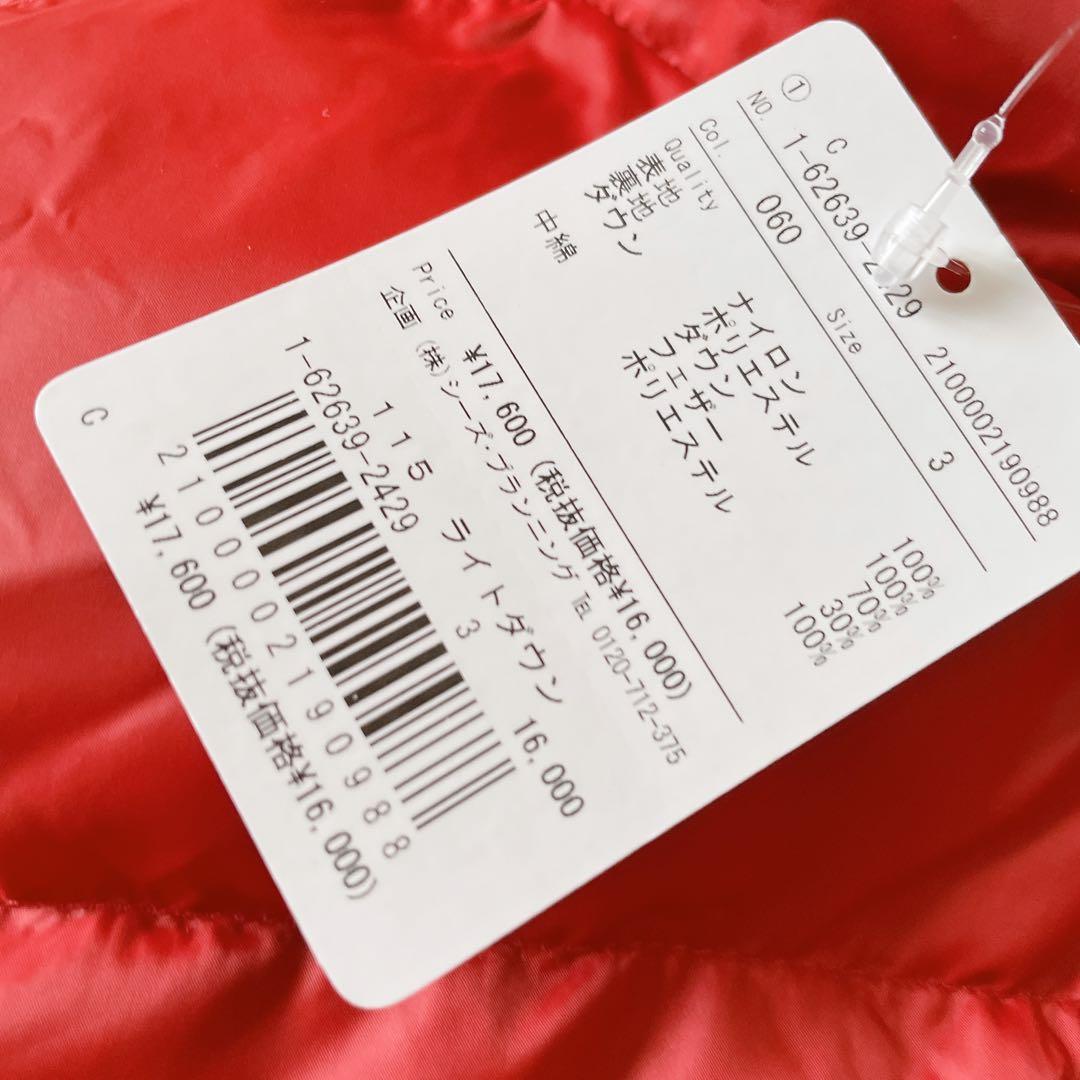 C
① 1-62639-2429 2100002190988
NO.
Col. 060 Size 3
Quality
表地 ナイロン 100%
裏地 ポリエステル 100%
ダウン ダウン 70%
フェザー 30%
中綿 ポリエステル 100%
Price ¥17,600 (税抜価格¥16,000)
企画 (株)シーズ・プランニング TEL 0120-712-375
115 ライトダウン 16,000
1-62639-2429 3
2100002190988
C ¥17,600 (税抜価格¥16,000)